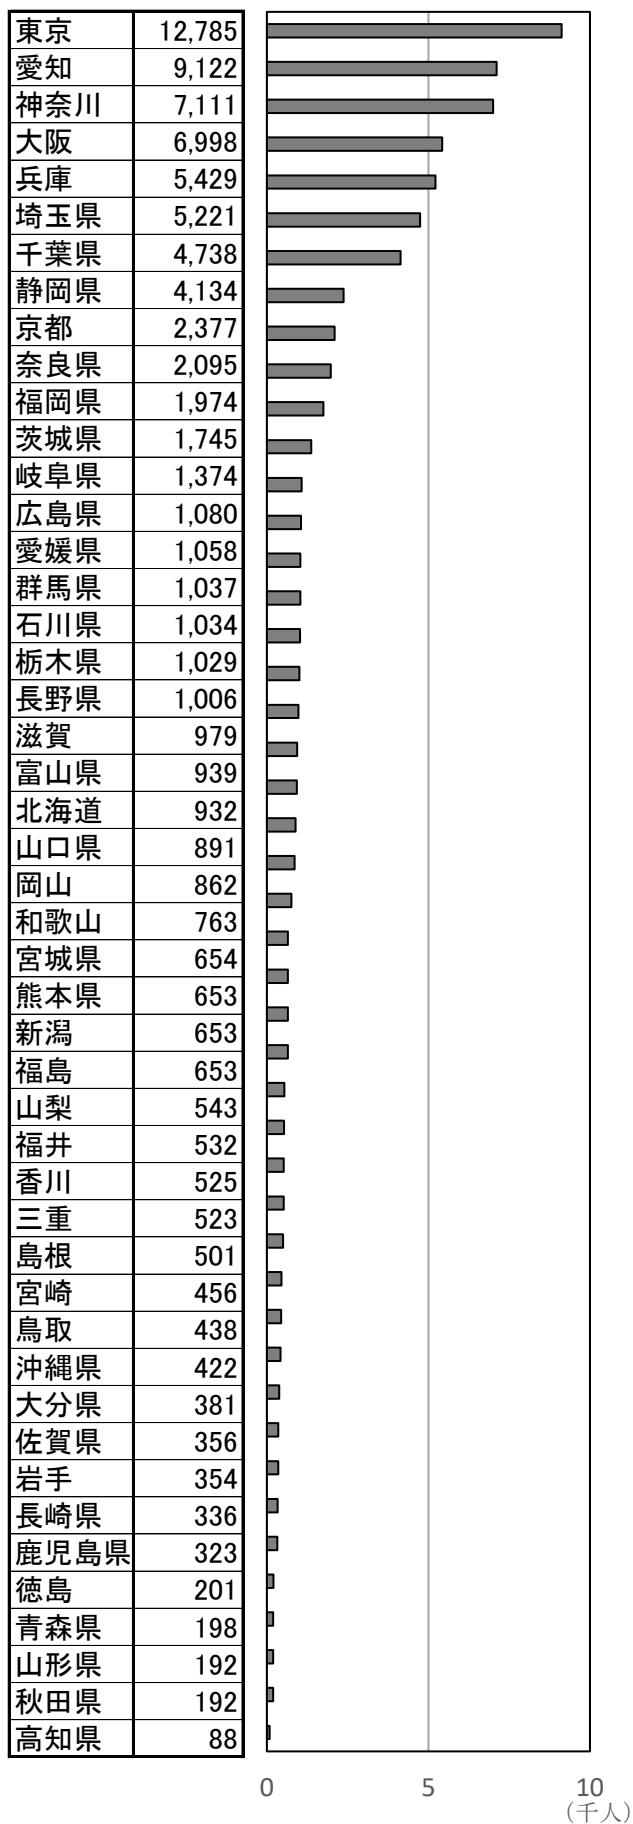 東京 12,785
愛知 9,122
神奈川 7,111
大阪 6,998
兵庫 5,429
埼玉県 5,221
千葉県 4,738
静岡県 4,134
京都 2,377
奈良県 2,095
福岡県 1,974
茨城県 1,745
岐阜県 1,374
広島県 1,080
愛媛県 1,058
群馬県 1,037
石川県 1,034
栃木県 1,029
長野県 1,006
滋賀 979
富山県 939
北海道 932
山口県 891
岡山 862
和歌山 763
宮城県 654
熊本県 653
新潟 653
福島 653
山梨 543
福井 532
香川 525
三重 523
島根 501
宮崎 456
鳥取 438
沖縄県 422
大分県 381
佐賀県 356
岩手 354
長崎県 336
鹿児島県 323
徳島 201
青森県 198
山形県 192
秋田県 192
高知県 88
0 5 10
（千人）